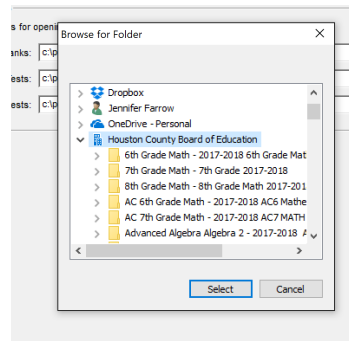 s for openi
Browse for Folder
anks: c:\p
Tests: c:\p
ests: c:\p
Dropbox
Jennifer Farrow
OneDrive - Personal
Houston County Board of Education
6th Grade Math - 2017-2018 6th Grade Mat
7th Grade Math - 7th Grade 2017-2018
8th Grade Math - 8th Grade Math 2017-201
AC 6th Grade Math - 2017-2018 AC6 Mathe
AC 7th Grade Math - 2017-2018 AC7 MATH
Advanced Algebra Algebra 2 - 2017-2018 A
Select Cancel